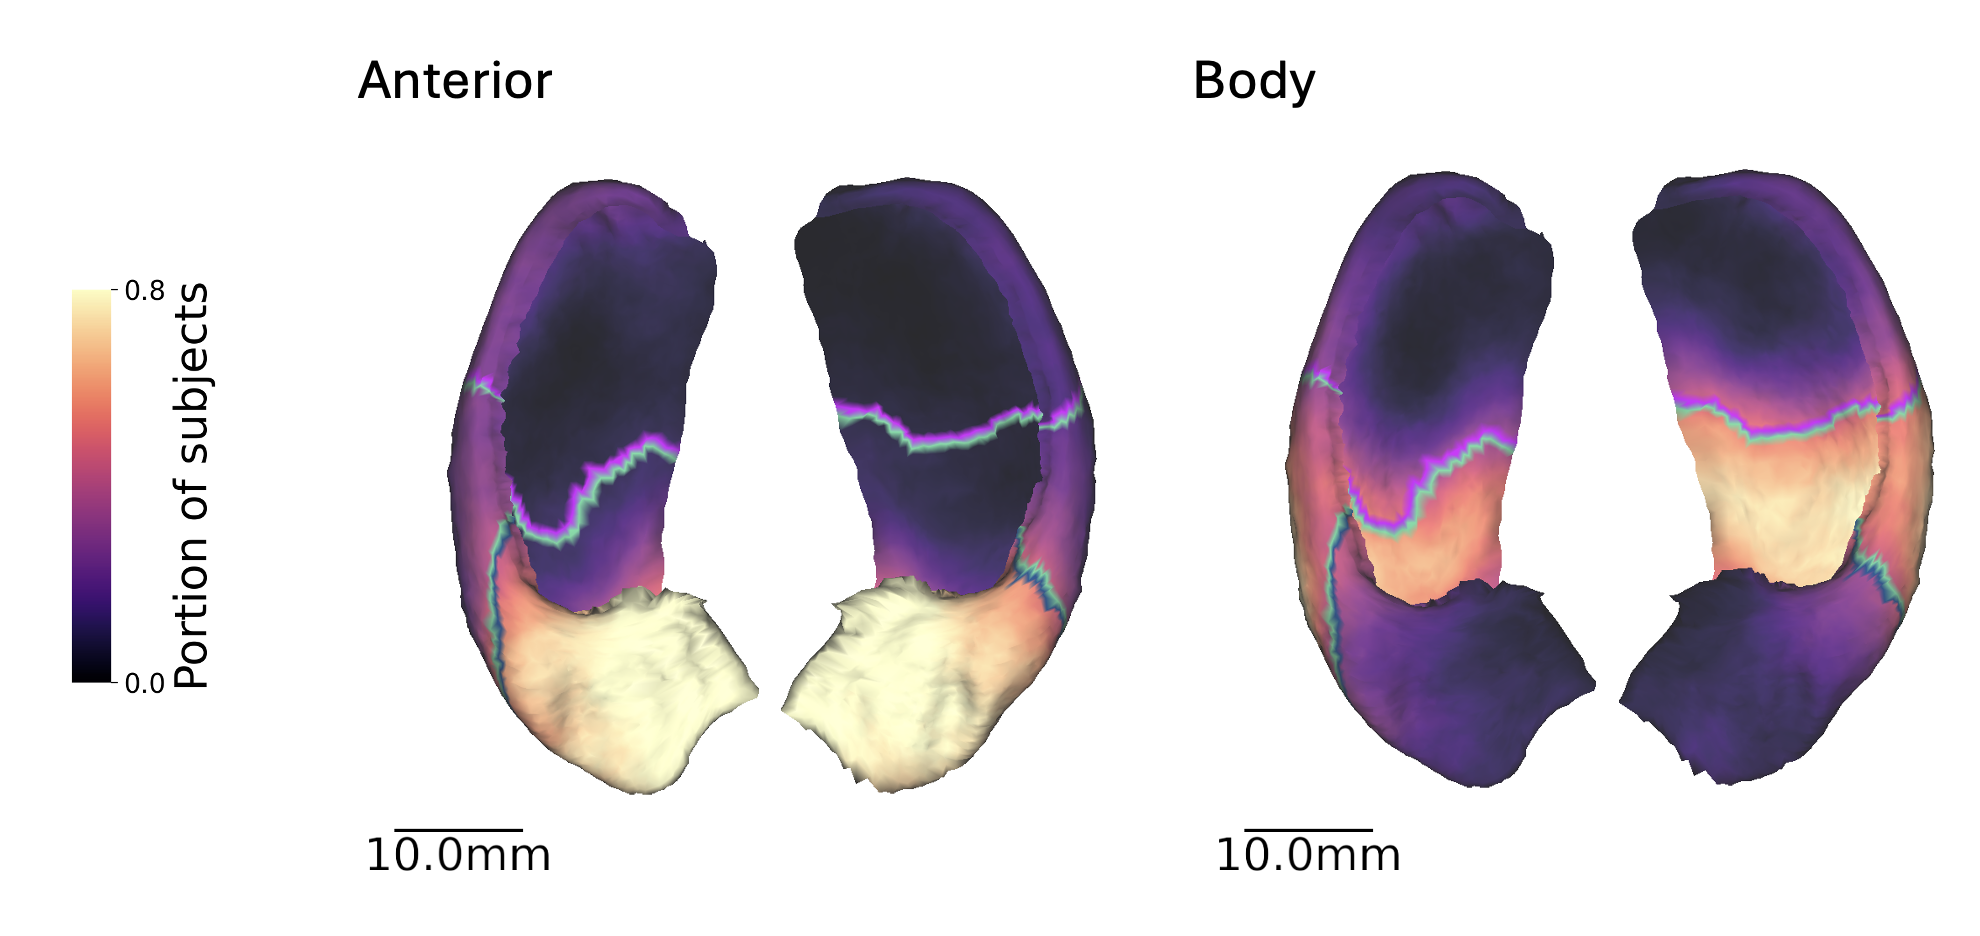 Anterior
Body
0.8
Portion of subjects
0.0
10.0mm
10.0mm